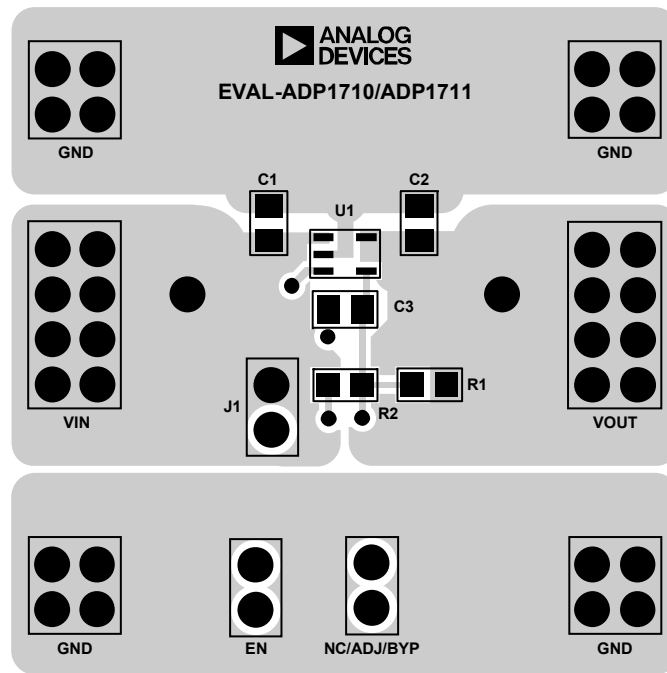 ANALOG
DEVICES
EVAL-ADP1710/ADP1711
GND
GND
C1
C2
U1
C3
J1
R2
R1
VIN
VOUT
GND
EN
NC/ADJ/BYP
GND